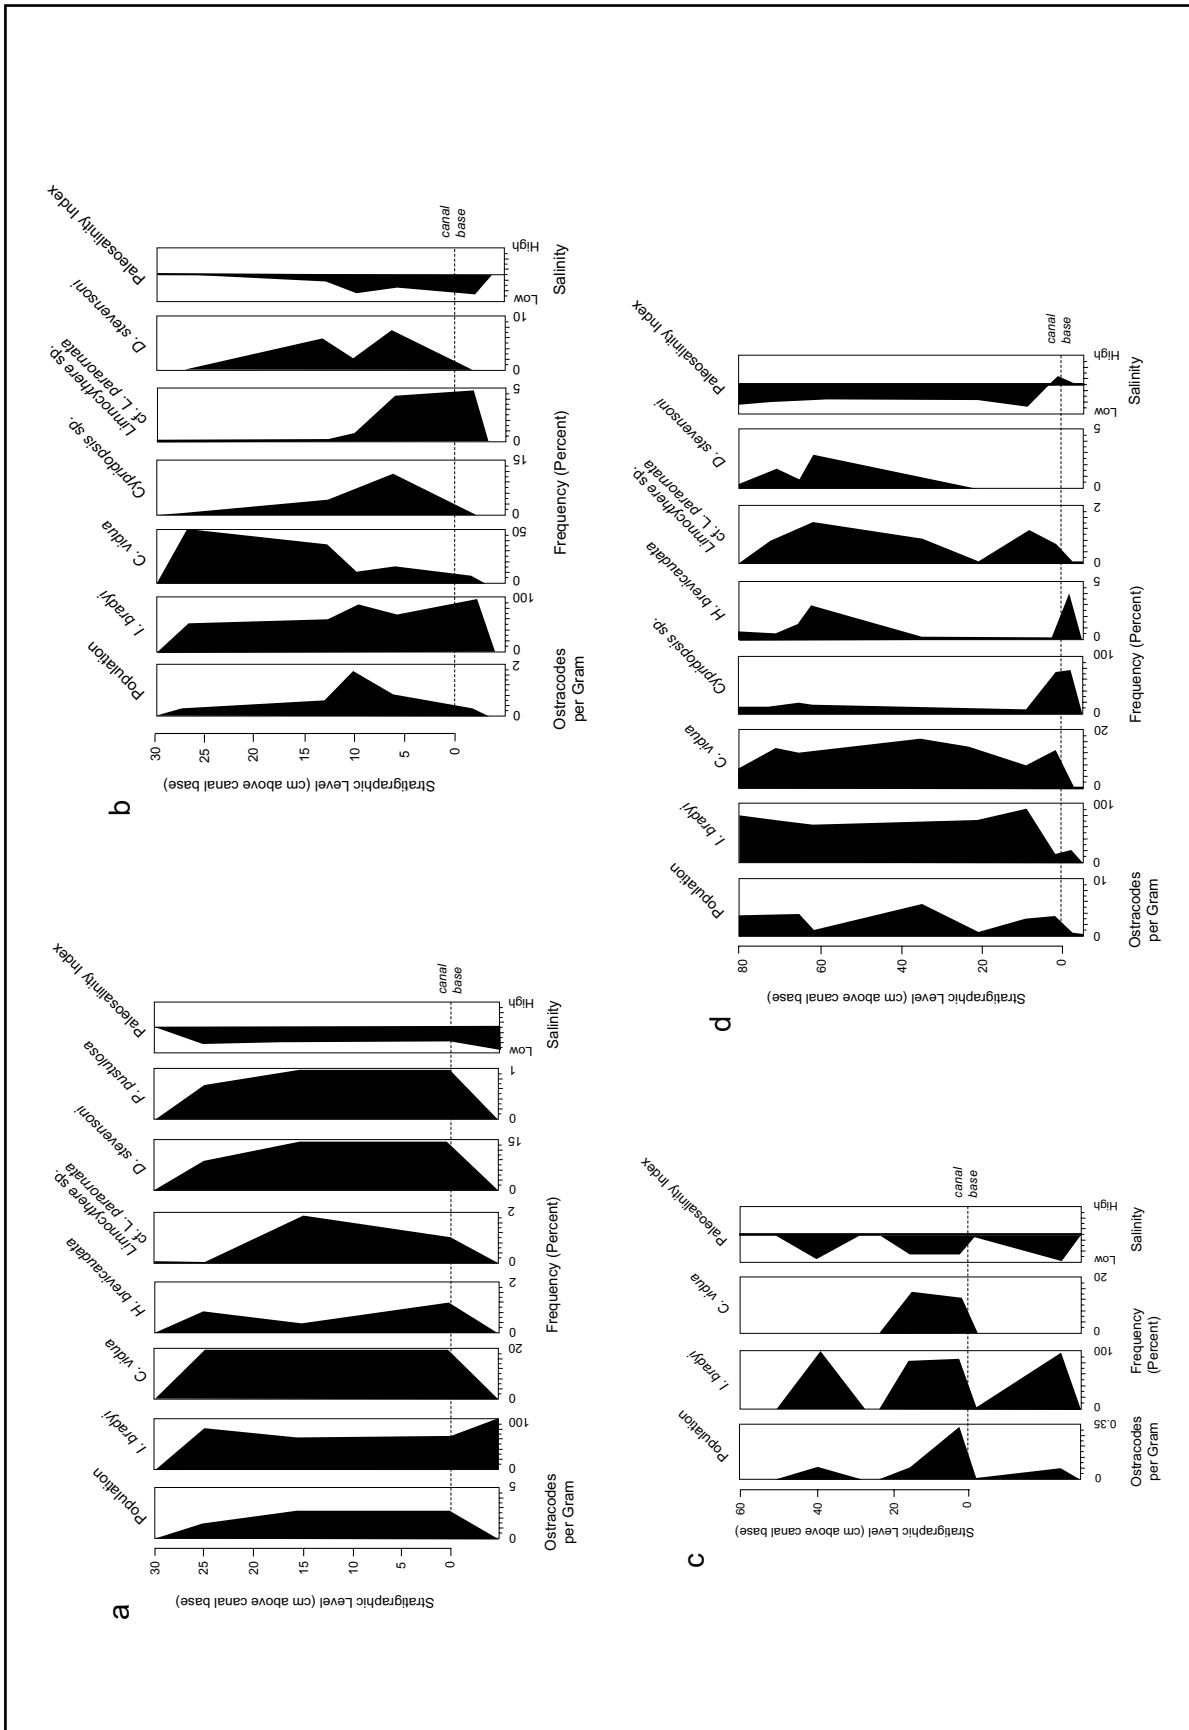 a
Stratigraphic Level (cm above canal base)
30
25
20
15
10
5
0
Population
I. bradyi
C. vidua
H. brevicaudata
Limnocythere sp.
cf. L. paraornata
D. stevensoni
P. pustulosa
Paleosalinity Index
canal
base
0 5
0 100
0 20
0 2
0 2
0 15
0 1
Low High
Ostracodes
per Gram
Frequency (Percent)
Salinity
b
Stratigraphic Level (cm above canal base)
30
25
20
15
10
5
0
Population
I. bradyi
C. vidua
Cypridopsis sp.
Limnocythere sp.
cf. L. paraornata
D. stevensoni
Paleosalinity Index
canal
base
0 2
0 100
0 50
0 15
0 5
0 10
Low High
Ostracodes
per Gram
Frequency (Percent)
Salinity
c
Stratigraphic Level (cm above canal base)
60
40
20
0
Population
I. bradyi
C. vidua
Paleosalinity Index
canal
base
0 0.35
0 100
0 20
Low High
Ostracodes
per Gram
Frequency
(Percent)
Salinity
d
Stratigraphic Level (cm above canal base)
80
60
40
20
0
Population
I. bradyi
C. vidua
Cypridopsis sp.
H. brevicaudata
Limnocythere sp.
cf. L. paraornata
D. stevensoni
Paleosalinity Index
canal
base
0 10
0 100
0 20
0 100
0 5
0 2
0 5
Low High
Ostracodes
per Gram
Frequency (Percent)
Salinity